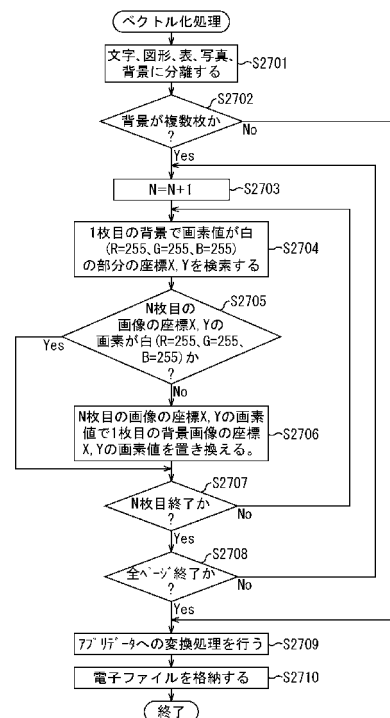 ベクトル化処理
文字、図形、表、写真、
背景に分離する
S2701
S2702
背景が複数枚か
?
No
Yes
N=N+1
S2703
1枚目の背景で画素値が白
(R=255、G=255、B=255)
の部分の座標X,Yを検索する
S2704
S2705
N枚目の
画像の座標X,Yの
画素が白(R=255、G=255、
B=255)か
?
Yes
No
N枚目の画像の座標X,Yの画素
値で1枚目の背景画像の座標
X,Yの画素値を置き換える。
S2706
S2707
N枚目終了か
?
No
Yes
S2708
全ページ終了か
?
No
Yes
アプリデータへの変換処理を行う
S2709
電子ファイルを格納する
S2710
終了